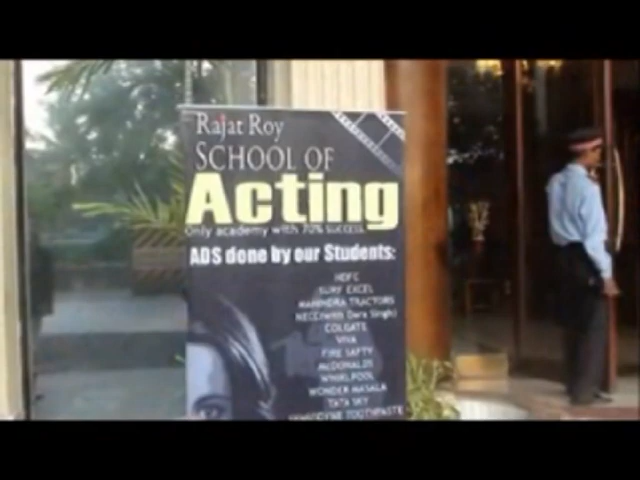 Rajat Roy
SCHOOL OF
Acting
Only academy with 70% SUCCESS
ADS done by our Students:
HDFC
SURF EXCEL
MAHINDRA TRACTORS
NECC(with Dara Singh)
COLGATE
VIVA
FIRE SAFTY
McDONALDS
WHIRLPOOL
WONDER MASALA
TATA SKY
TOOTHPASTE